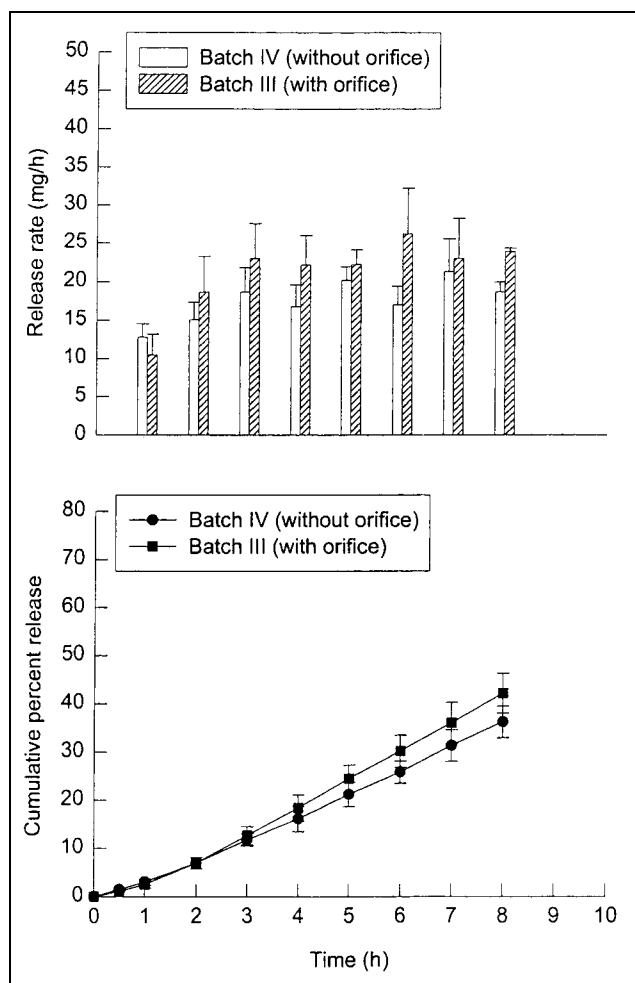 Batch IV (without orifice)
Batch III (with orifice)
Release rate (mg/h)
50
45
40
35
30
25
20
15
10
5
0
Batch IV (without orifice)
Batch III (with orifice)
Cumulative percent release
80
70
60
50
40
30
20
10
0
0 1 2 3 4 5 6 7 8 9 10
Time (h)